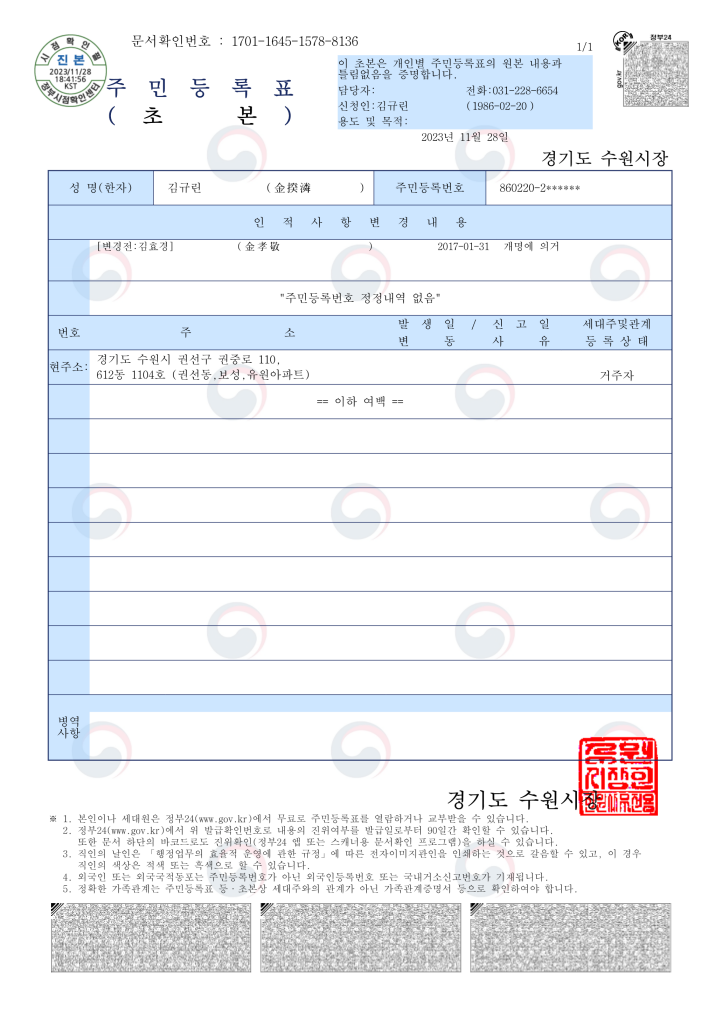 문서확인번호 : 1701-1645-1578-8136
1/1
시점확인필
진본
2023/11/28
18:41:56
KST
정부시점확인센터
주 민 등 록 표
( 초 본 )
이 초본은 개인별 주민등록표의 원본 내용과
틀림없음을 증명합니다.
담당자: 전화:031-228-6654
신청인:김규린 (1986-02-20 )
용도 및 목적:
2023년 11월 28일
정부24
gov.kr
경기도 수원시장
성 명(한자) 김규린 (金揆潾 ) 주민등록번호 860220-2******
인 적 사 항 변 경 내 용
[변경전:김효경] (金孝敬 ) 2017-01-31 개명에 의거
"주민등록번호 정정내역 없음"
번호 주 소 발 생 일 / 신 고 일 세대주및관계
변 동 사 유 등 록 상 태
현주소: 경기도 수원시 권선구 권중로 110,
612동 1104호 (권선동,보성,유원아파트) 거주자
== 이하 여백 ==
병역
사항
경기도 수원시장
※ 1. 본인이나 세대원은 정부24(www.gov.kr)에서 무료로 주민등록표를 열람하거나 교부받을 수 있습니다.
2. 정부24(www.gov.kr)에서 위 발급확인번호로 내용의 진위여부를 발급일로부터 90일간 확인할 수 있습니다.
또한 문서 하단의 바코드로도 진위확인(정부24 앱 또는 스캐너용 문서확인 프로그램)을 하실 수 있습니다.
3. 직인의 날인은 「행정업무의 효율적 운영에 관한 규정」에 따른 전자이미지관인을 인쇄하는 것으로 갈음할 수 있고, 이 경우
직인의 색상은 적색 또는 흑색으로 할 수 있습니다.
4. 외국인 또는 외국국적동포는 주민등록번호가 아닌 외국인등록번호 또는 국내거소신고번호가 기재됩니다.
5. 정확한 가족관계는 주민등록표 등·초본상 세대주와의 관계가 아닌 가족관계증명서 등으로 확인하여야 합니다.